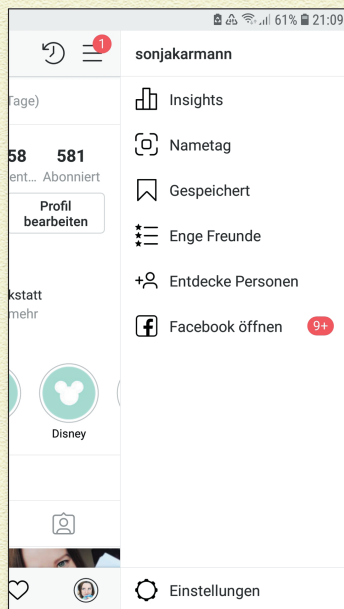 61% 21:09
1
sonjakarmann
Insights
Nametag
Gespeichert
Enge Freunde
Entdecke Personen
Facebook öffnen 9+
Einstellungen
Tage)
58 581
ent... Abonniert
Profil
bearbeiten
kstatt
mehr
Disney